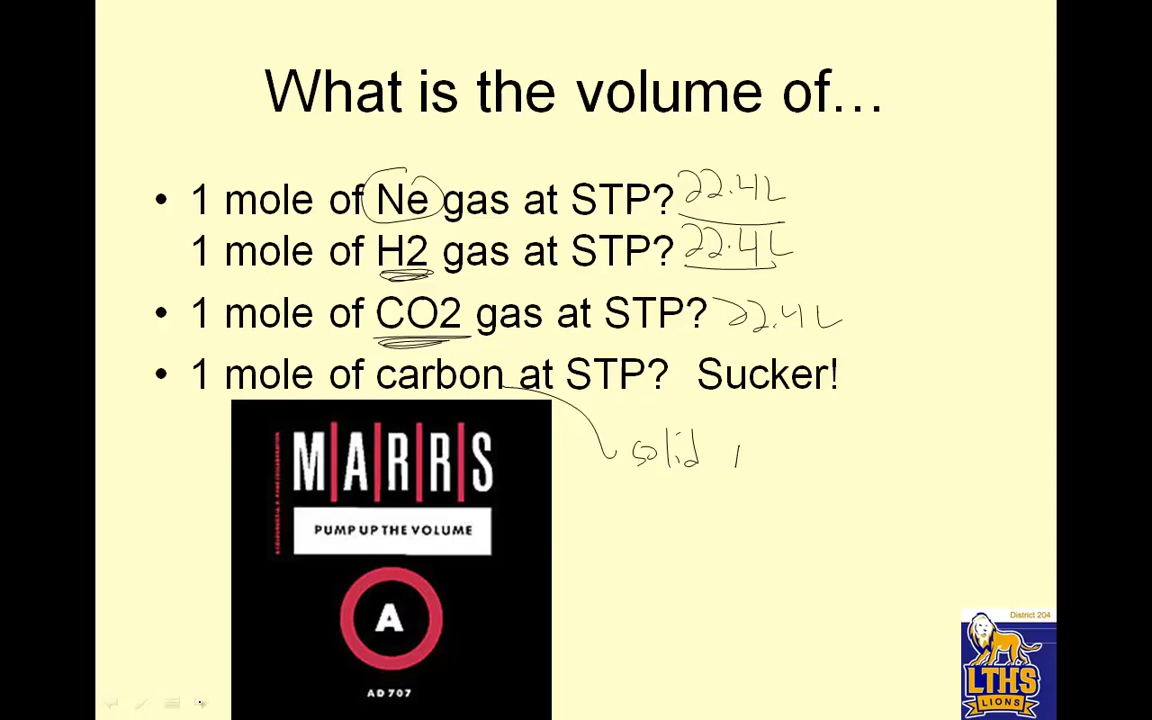 What is the volume of…
• 1 mole of Ne gas at STP? 22.4L
1 mole of H2 gas at STP? 22.4L
• 1 mole of CO2 gas at STP? 22.4L
• 1 mole of carbon at STP? Sucker!
solid
M|A|R|R|S
PUMP UP THE VOLUME
A
AD 707
District 204
LTHS
LIONS